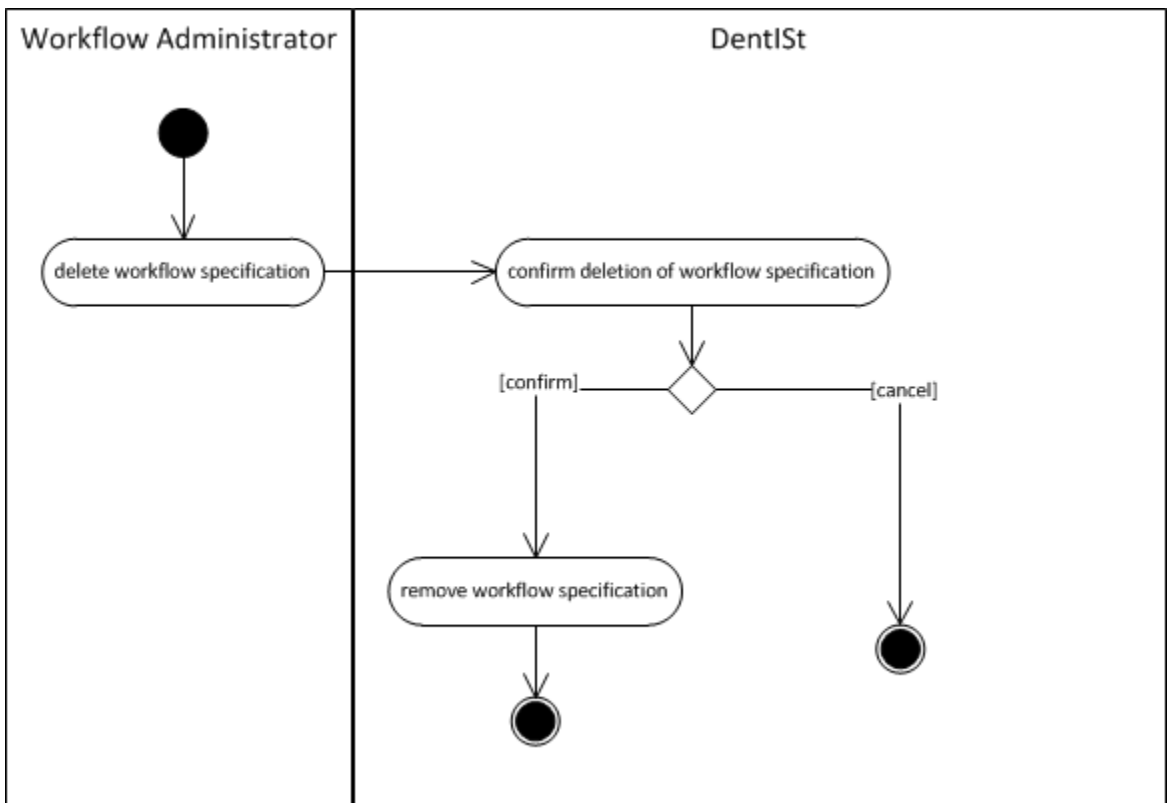 Workflow Administrator
DentISt
delete workflow specification
confirm deletion of workflow specification
[confirm]
[cancel]
remove workflow specification